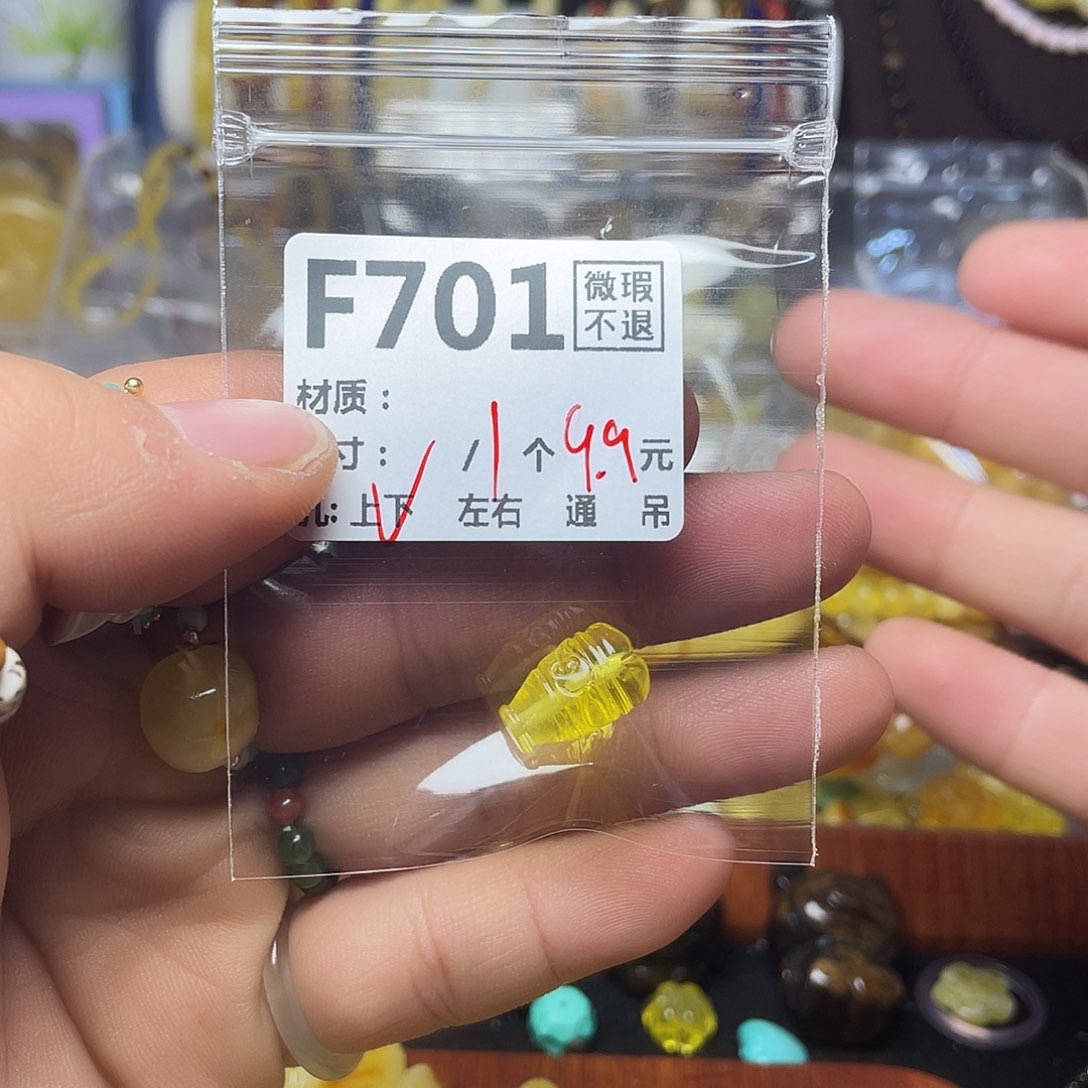 F701 微瑕
不退
材质：
寸： /1个 9.9元
孔: 上下 左右 通 吊